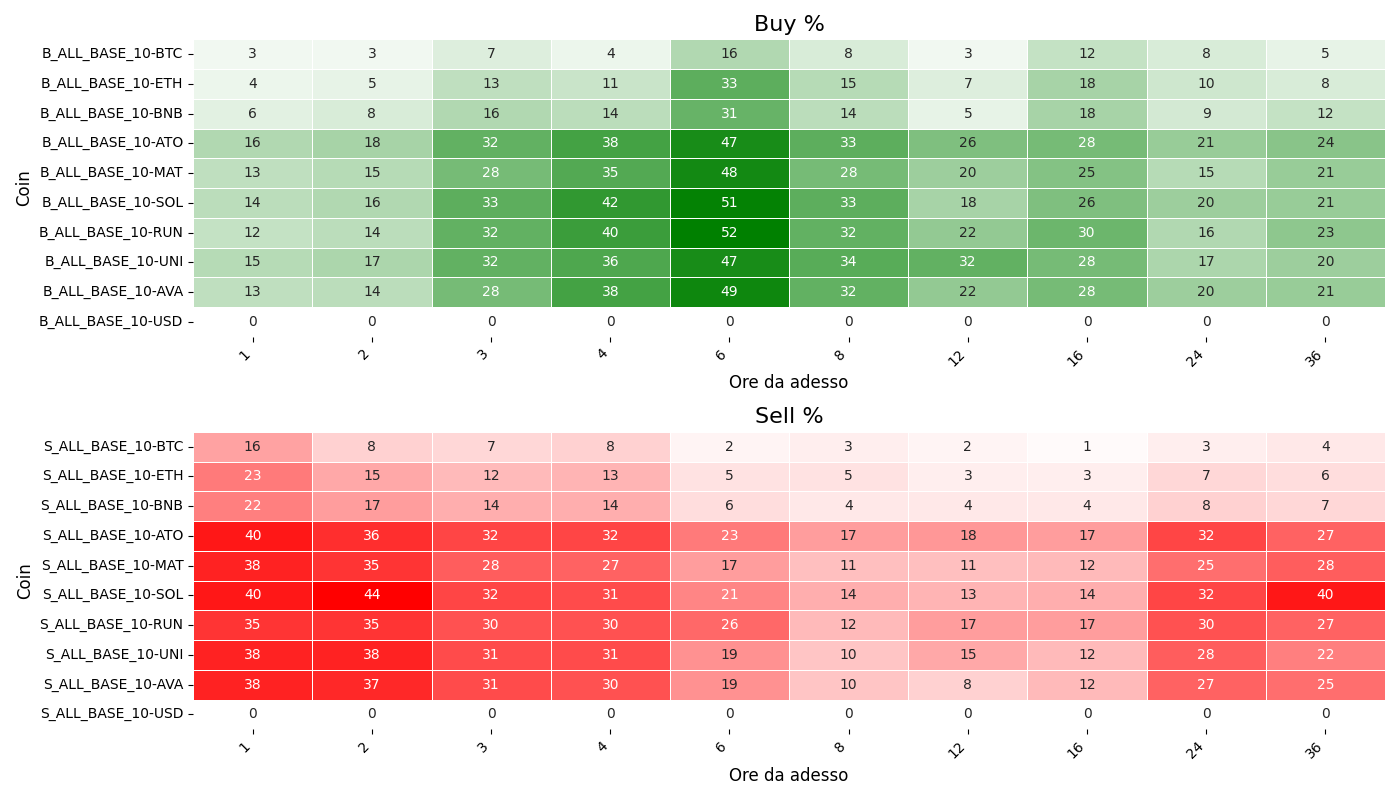 Buy %
Coin
B_ALL_BASE_10-BTC 3 3 7 4 16 8 3 12 8 5
B_ALL_BASE_10-ETH 4 5 13 11 33 15 7 18 10 8
B_ALL_BASE_10-BNB 6 8 16 14 31 14 5 18 9 12
B_ALL_BASE_10-ATO 16 18 32 38 47 33 26 28 21 24
B_ALL_BASE_10-MAT 13 15 28 35 48 28 20 25 15 21
B_ALL_BASE_10-SOL 14 16 33 42 51 33 18 26 20 21
B_ALL_BASE_10-RUN 12 14 32 40 52 32 22 30 16 23
B_ALL_BASE_10-UNI 15 17 32 36 47 34 32 28 17 20
B_ALL_BASE_10-AVA 13 14 28 38 49 32 22 28 20 21
B_ALL_BASE_10-USD 0 0 0 0 0 0 0 0 0 0
1 2 3 4 6 8 12 16 24 36
Ore da adesso
Sell %
Coin
S_ALL_BASE_10-BTC 16 8 7 8 2 3 2 1 3 4
S_ALL_BASE_10-ETH 23 15 12 13 5 5 3 3 7 6
S_ALL_BASE_10-BNB 22 17 14 14 6 4 4 4 8 7
S_ALL_BASE_10-ATO 40 36 32 32 23 17 18 17 32 27
S_ALL_BASE_10-MAT 38 35 28 27 17 11 11 12 25 28
S_ALL_BASE_10-SOL 40 44 32 31 21 14 13 14 32 40
S_ALL_BASE_10-RUN 35 35 30 30 26 12 17 17 30 27
S_ALL_BASE_10-UNI 38 38 31 31 19 10 15 12 28 22
S_ALL_BASE_10-AVA 38 37 31 30 19 10 8 12 27 25
S_ALL_BASE_10-USD 0 0 0 0 0 0 0 0 0 0
1 2 3 4 6 8 12 16 24 36
Ore da adesso